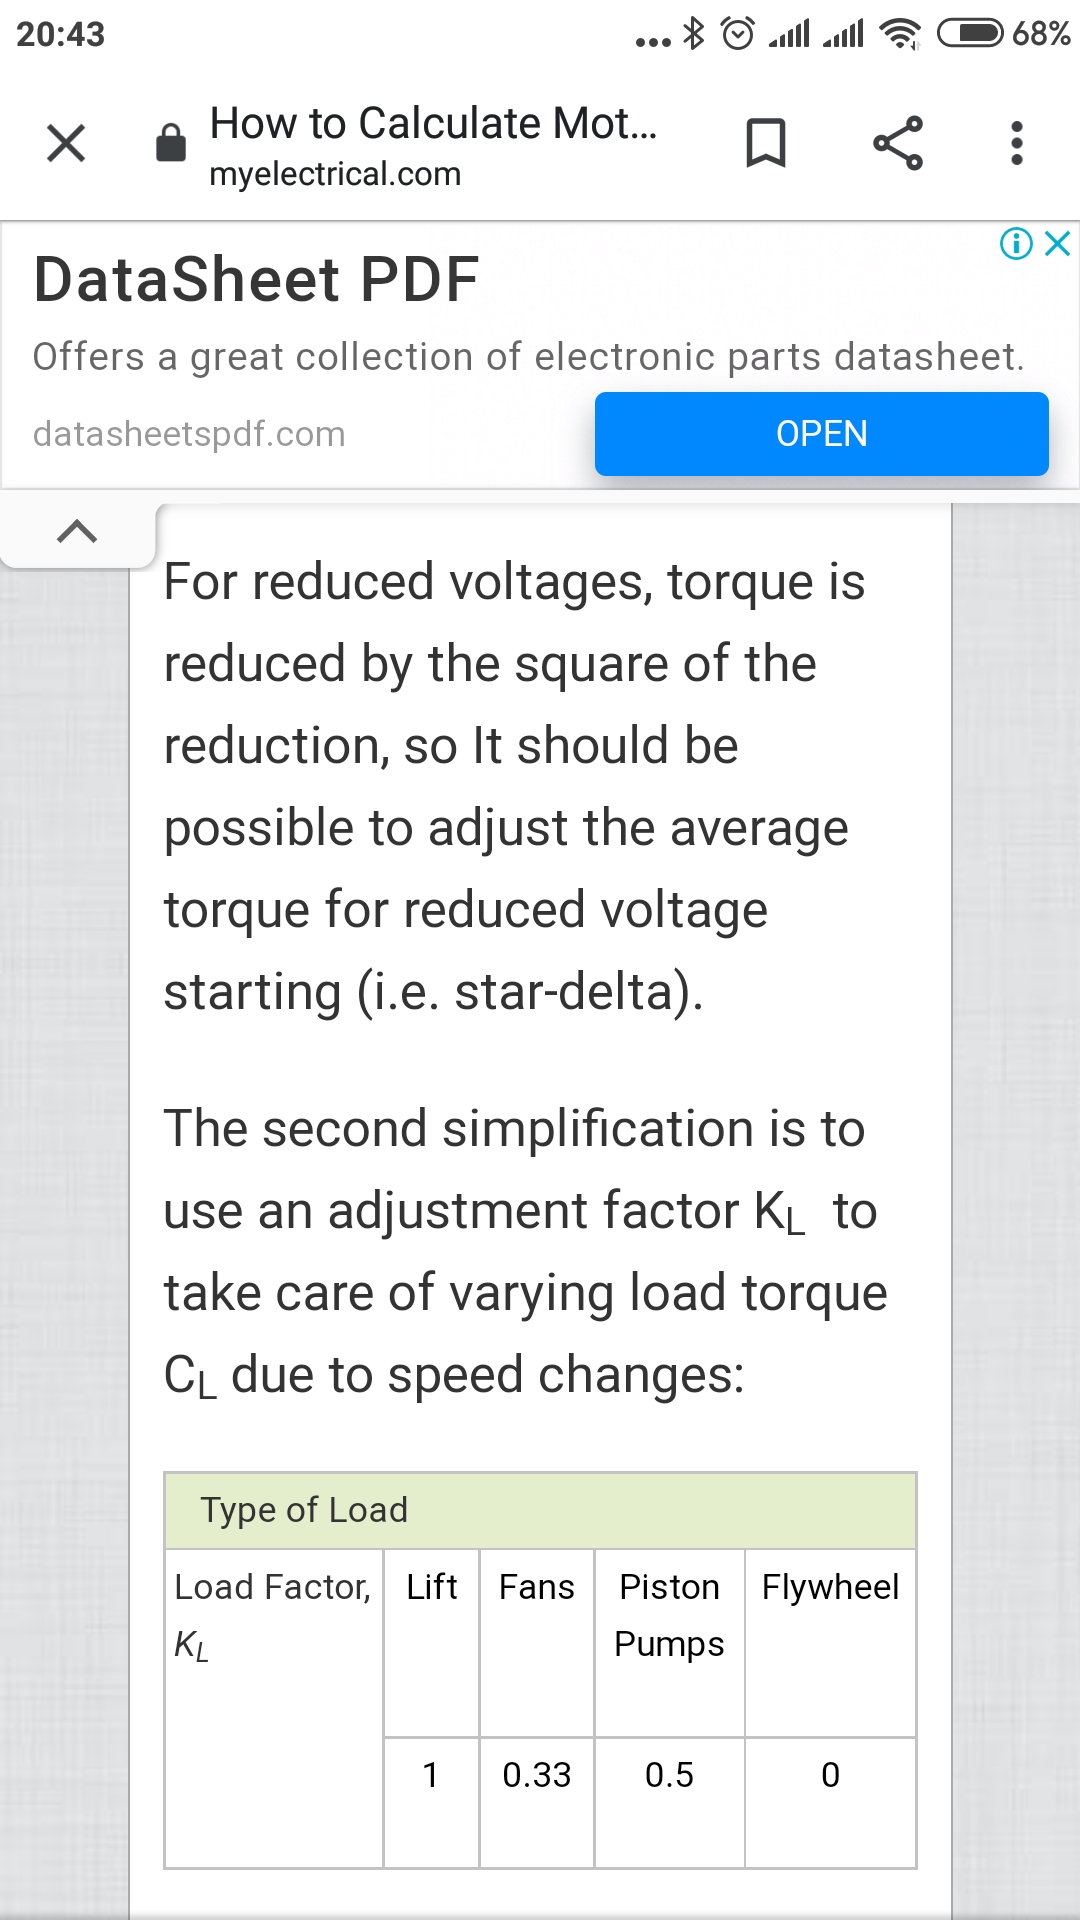 20:43
68%
How to Calculate Mot...
myelectrical.com
DataSheet PDF
Offers a great collection of electronic parts datasheet.
datasheetspdf.com
OPEN
For reduced voltages, torque is
reduced by the square of the
reduction, so It should be
possible to adjust the average
torque for reduced voltage
starting (i.e. star-delta).
The second simplification is to
use an adjustment factor KL to
take care of varying load torque
CL due to speed changes:
Type of Load
Load Factor, Lift Fans Piston Flywheel
KL Pumps
1 0.33 0.5 0